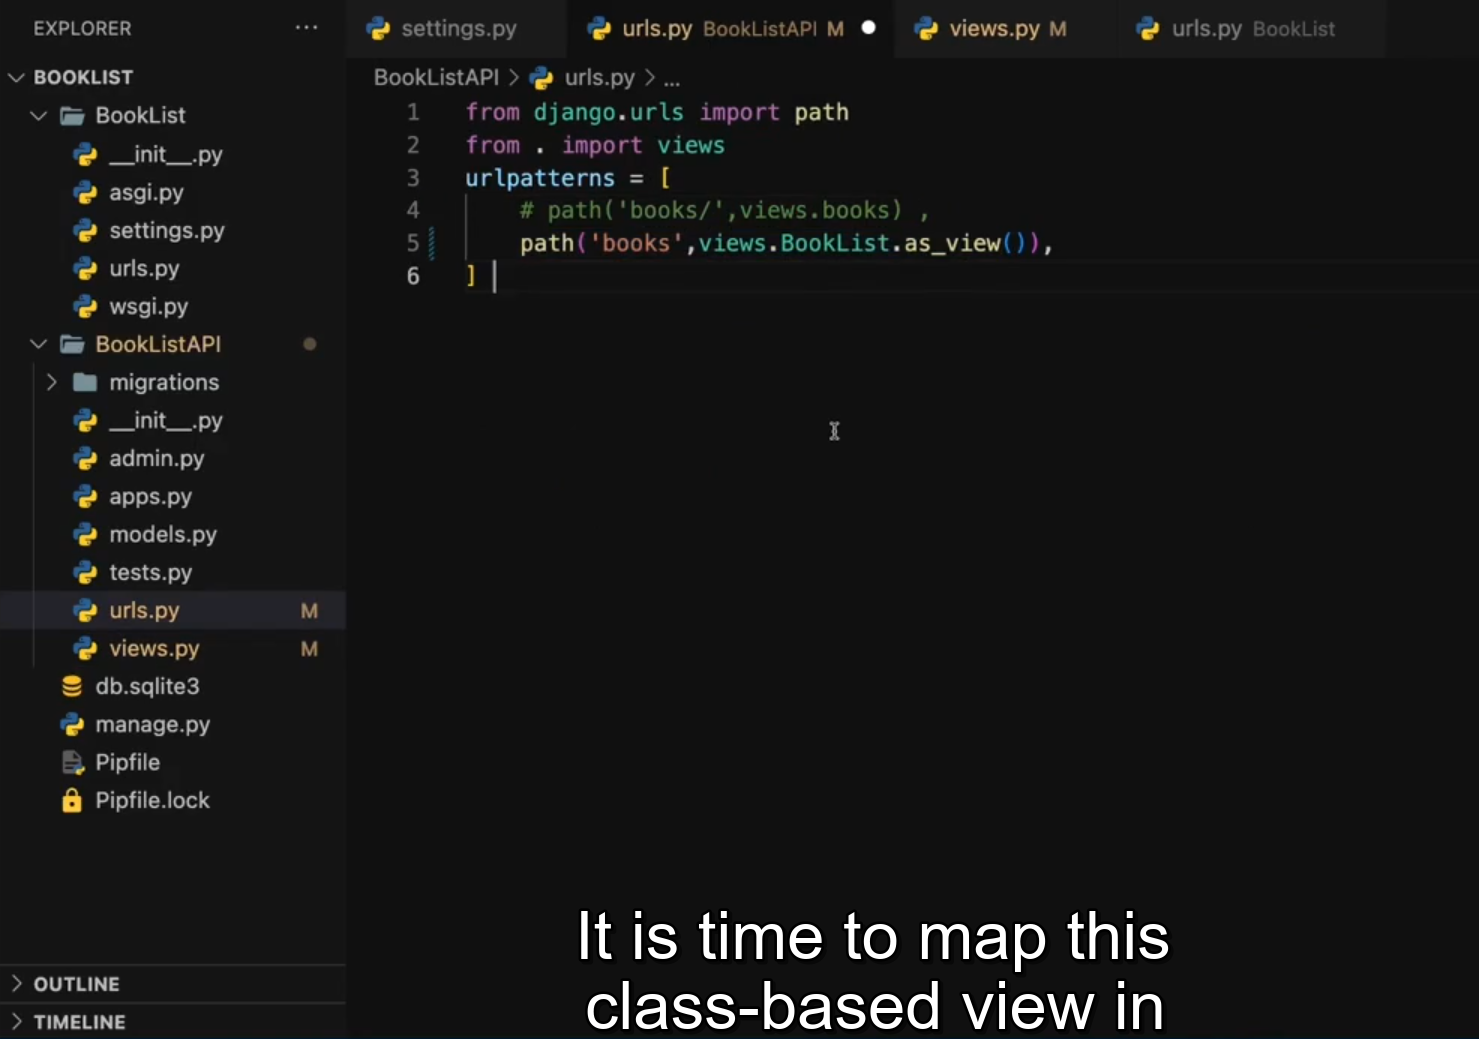 EXPLORER ...
settings.py urls.py BookListAPI M views.py M urls.py BookList
BOOKLIST
BookListAPI > urls.py > ...
BookList
__init__.py
asgi.py
settings.py
urls.py
wsgi.py
BookListAPI
migrations
__init__.py
admin.py
apps.py
models.py
tests.py
urls.py M
views.py M
db.sqlite3
manage.py
Pipfile
Pipfile.lock
OUTLINE
TIMELINE
1 from django.urls import path
2 from . import views
3 urlpatterns = [
4 # path('books/',views.books) ,
5 path('books',views.BookList.as_view()),
6 ]
It is time to map this
class-based view in